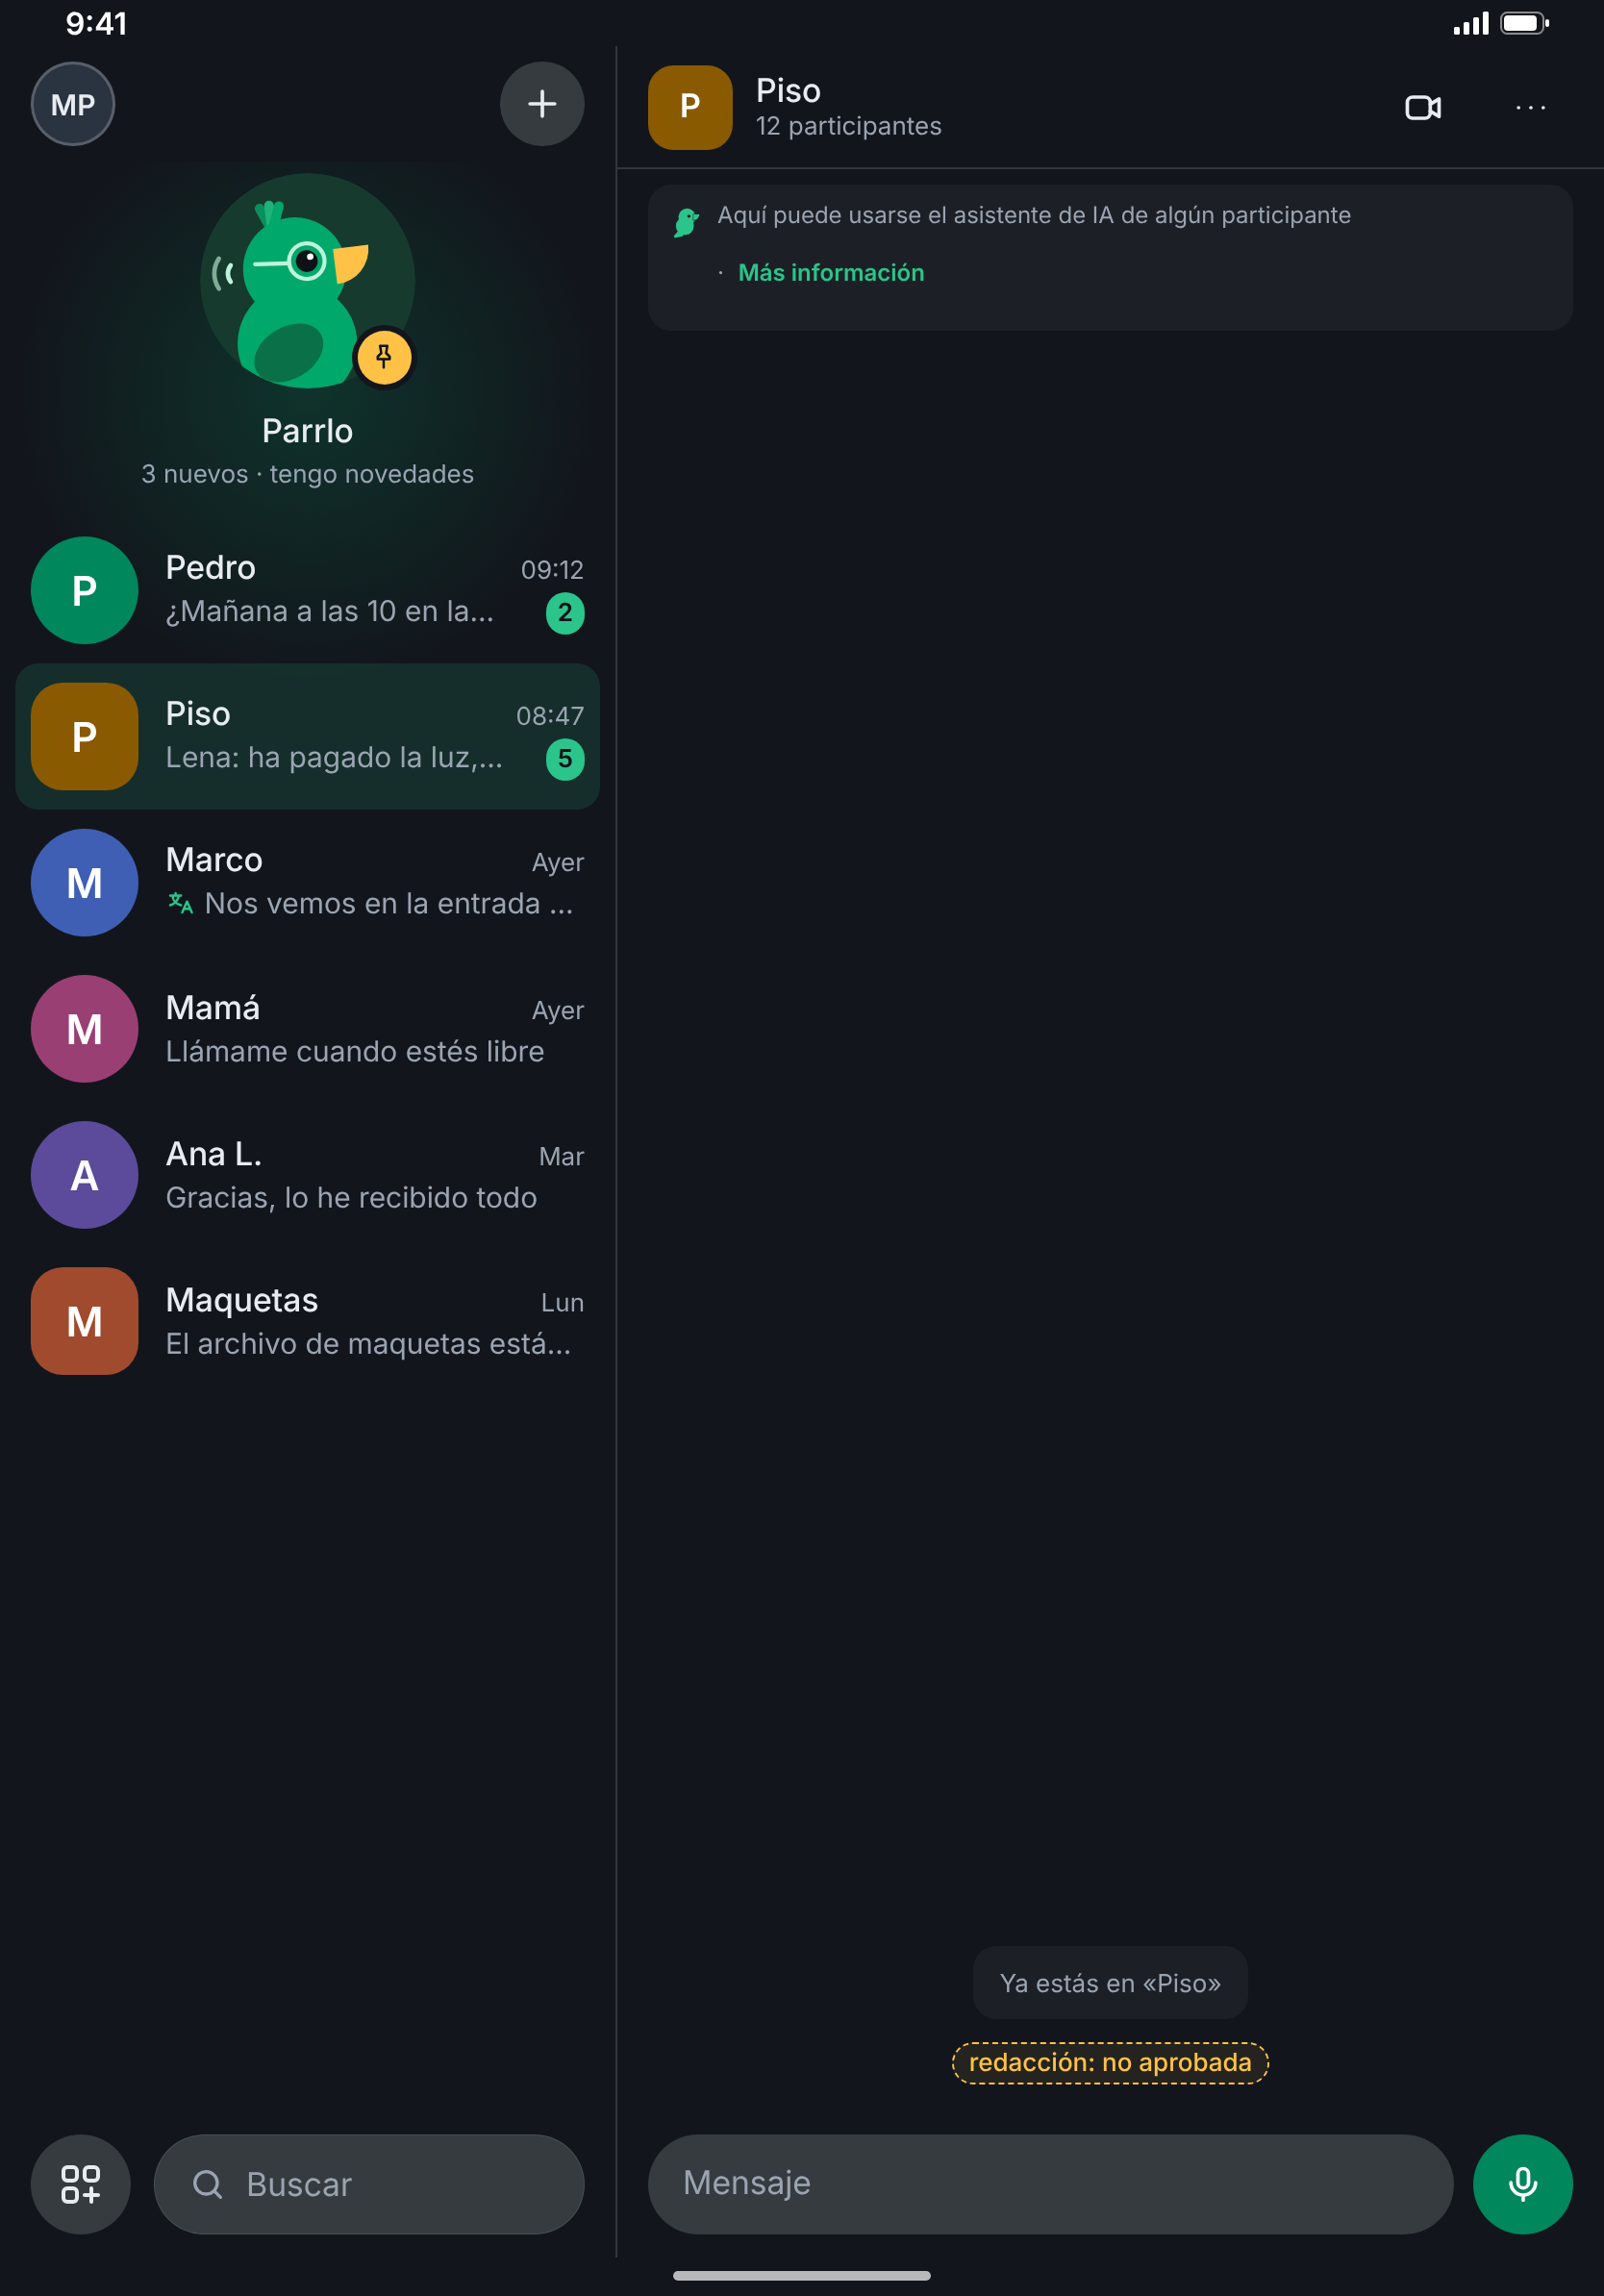 9:41
MP
Parrlo
3 nuevos · tengo novedades
P
Pedro
09:12
¿Mañana a las 10 en la...
2
P
Piso
08:47
Lena: ha pagado la luz,...
5
M
Marco
Ayer
Nos vemos en la entrada ...
M
Mamá
Ayer
Llámame cuando estés libre
A
Ana L.
Mar
Gracias, lo he recibido todo
M
Maquetas
Lun
El archivo de maquetas está...
Buscar
P
Piso
12 participantes
Aquí puede usarse el asistente de IA de algún participante
· Más información
Ya estás en «Piso»
redacción: no aprobada
Mensaje